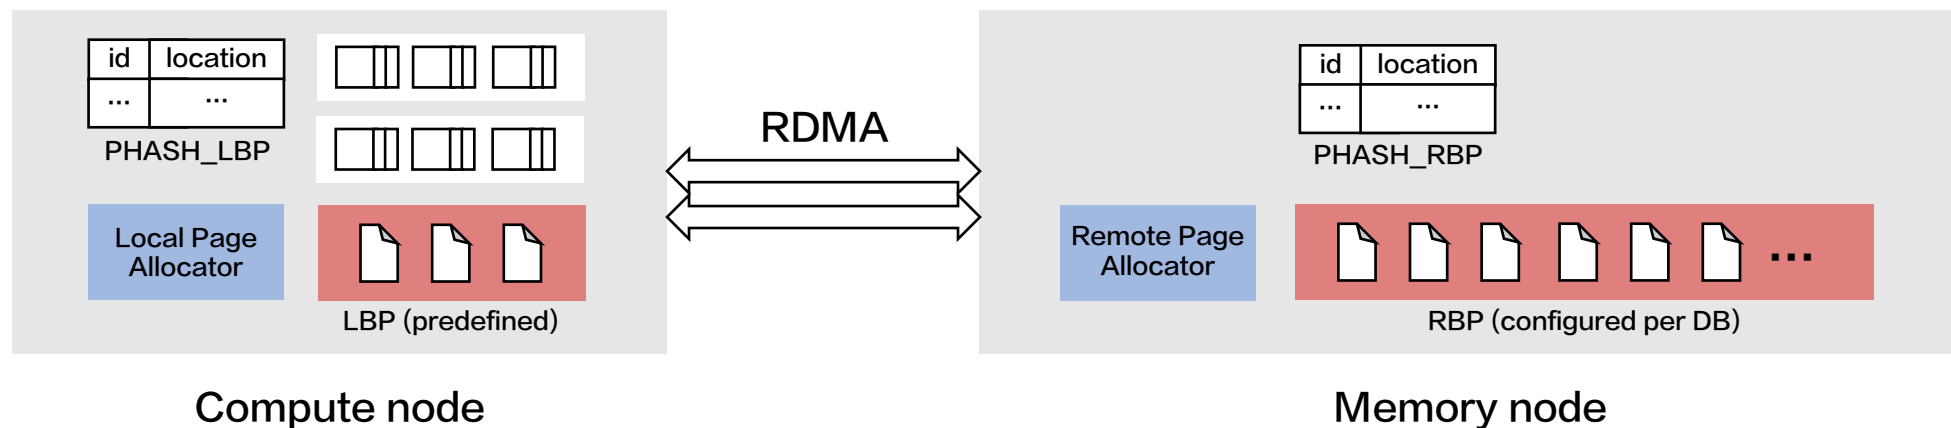 id location
... ...
PHASH_LBP
Local Page
Allocator
LBP (predefined)
Compute node
RDMA
id location
... ...
PHASH_RBP
Remote Page
Allocator
...
RBP (configured per DB)
Memory node